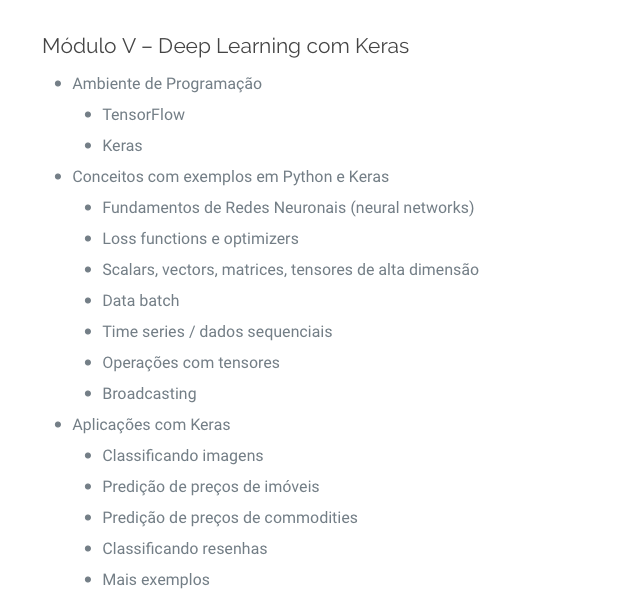 Módulo V – Deep Learning com Keras
Ambiente de Programação
TensorFlow
Keras
Conceitos com exemplos em Python e Keras
Fundamentos de Redes Neuronais (neural networks)
Loss functions e optimizers
Scalars, vectors, matrices, tensores de alta dimensão
Data batch
Time series / dados sequenciais
Operações com tensores
Broadcasting
Aplicações com Keras
Classificando imagens
Predição de preços de imóveis
Predição de preços de commodities
Classificando resenhas
Mais exemplos